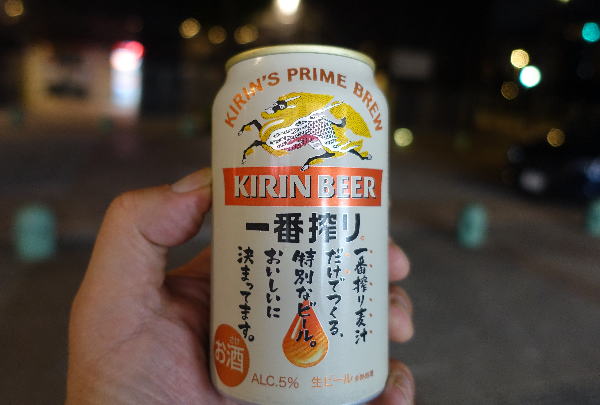 KIRIN'S PRIME BREW
KIRIN BEER
一番搾り
一番搾り麦汁
だけでつくる、
特別なビール。
おいしいに
決まってます。
お酒
ALC.5% 生ビール